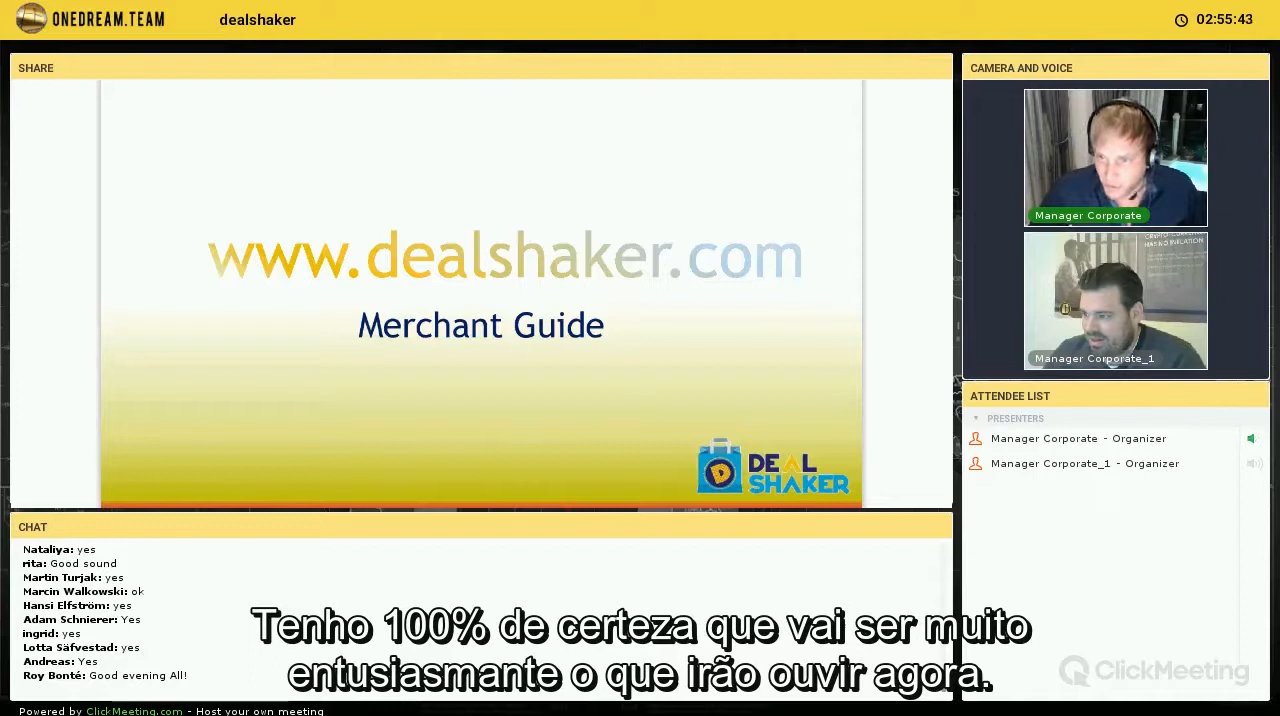 ONEDREAM.TEAM
dealshaker
02:55:43
SHARE
www.dealshaker.com
Merchant Guide
DEAL
SHAKER
CAMERA AND VOICE
Manager Corporate
HAS NO INFLATION
Manager Corporate_1
ATTENDEE LIST
PRESENTERS
Manager Corporate - Organizer
Manager Corporate_1 - Organizer
CHAT
Nataliya: yes
rita: Good sound
Martin Turjak: yes
Marcin Walkowski: ok
Hansi Elfström: yes
Adam Schnierer: Yes
ingrid: yes
Lotta Säfvestad: yes
Andreas: Yes
Roy Bonté: Good evening All!
Tenho 100% de certeza que vai ser muito
entusiasmante o que irão ouvir agora.
ClickMeeting
Powered by ClickMeeting.com - Host your own meeting